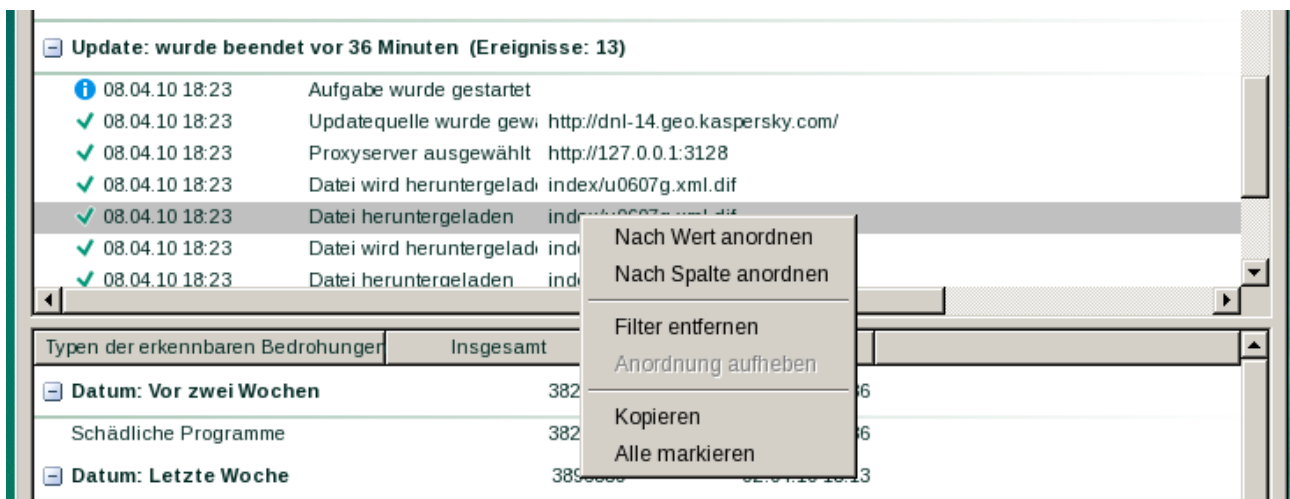 Update: wurde beendet vor 36 Minuten (Ereignisse: 13)
08.04.10 18:23 Aufgabe wurde gestartet
08.04.10 18:23 Updatequelle wurde gewä http://dnl-14.geo.kaspersky.com/
08.04.10 18:23 Proxyserver ausgewählt http://127.0.0.1:3128
08.04.10 18:23 Datei wird heruntergelad index/u0607g.xml.dif
08.04.10 18:23 Datei heruntergeladen
08.04.10 18:23 Datei wird heruntergelad
08.04.10 18:23 Datei heruntergeladen
Nach Wert anordnen
Nach Spalte anordnen
Filter entfernen
Anordnung aufheben
Kopieren
Alle markieren
Typen der erkennbaren Bedrohungen Insgesamt
Datum: Vor zwei Wochen 382
Schädliche Programme 382
Datum: Letzte Woche